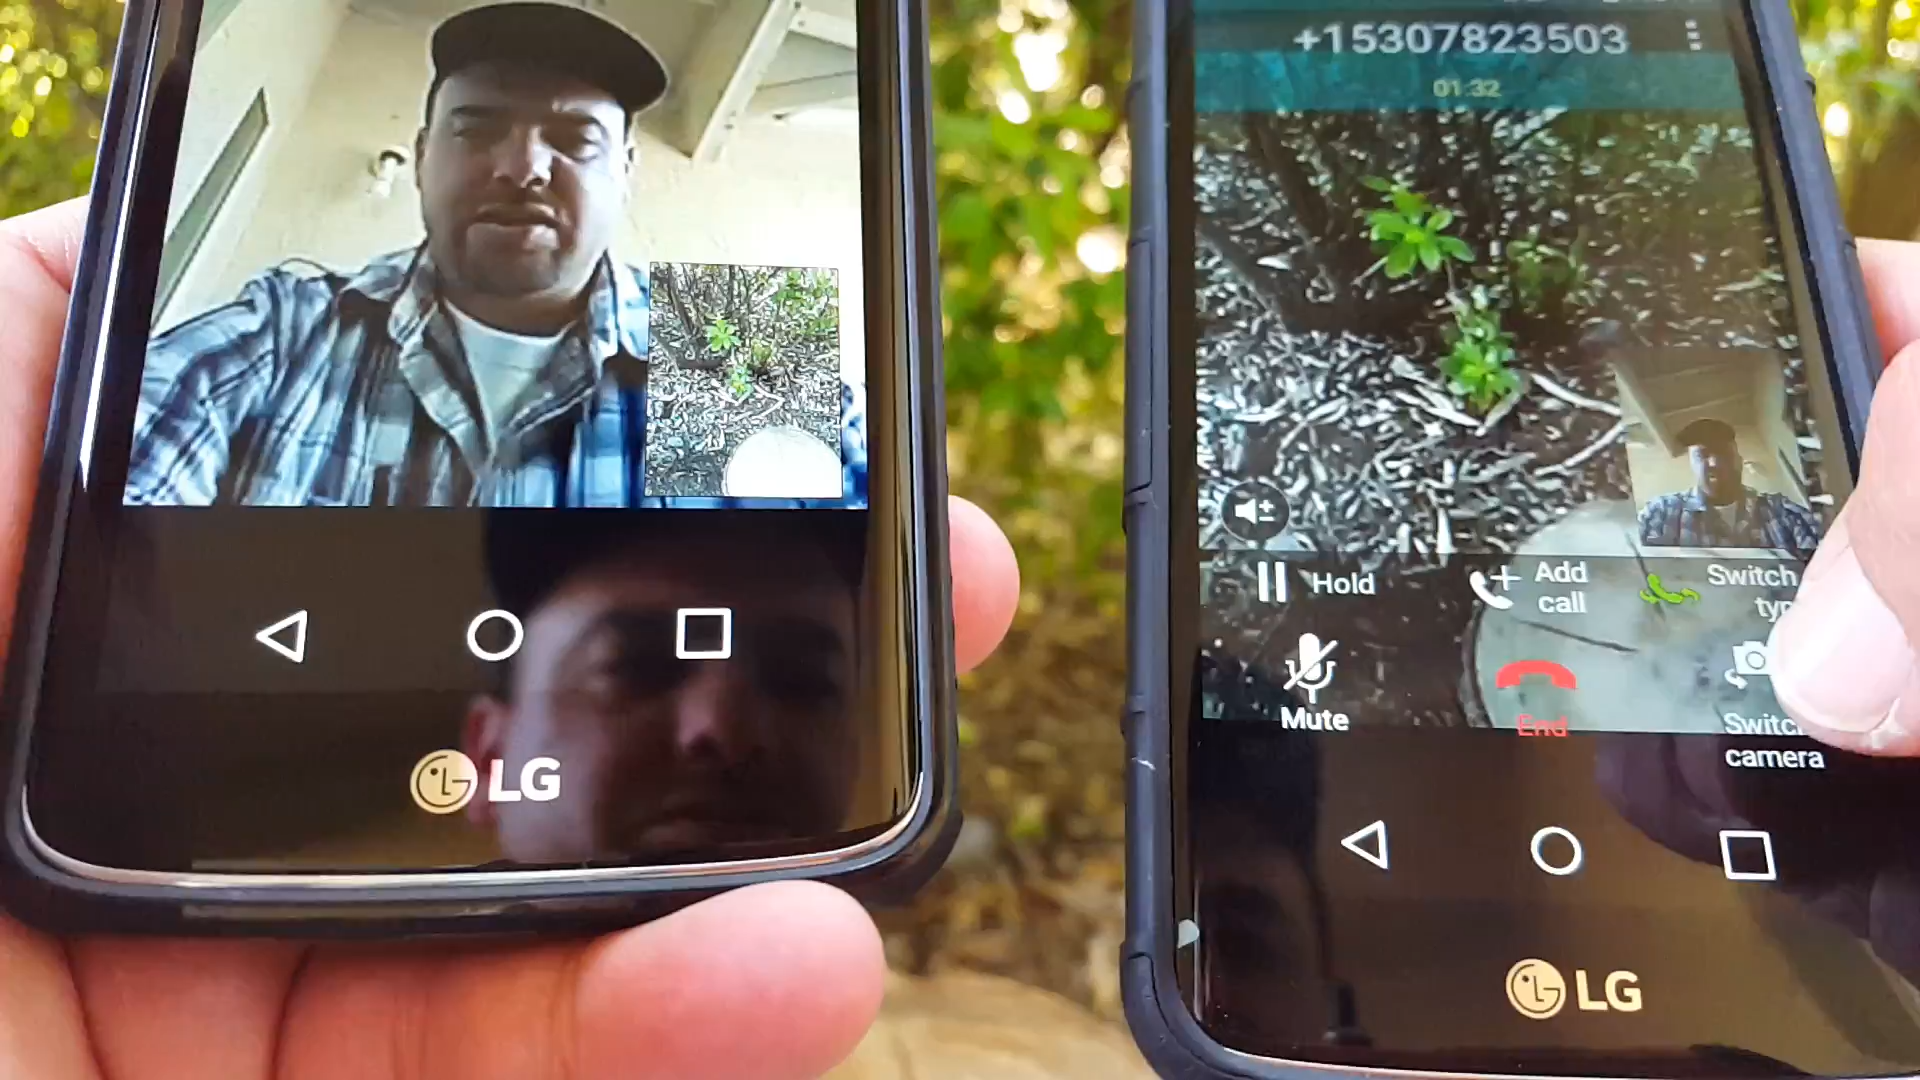 LG
+15307823503
01:32
Hold
Add call
Switch
Mute
End
camera
LG